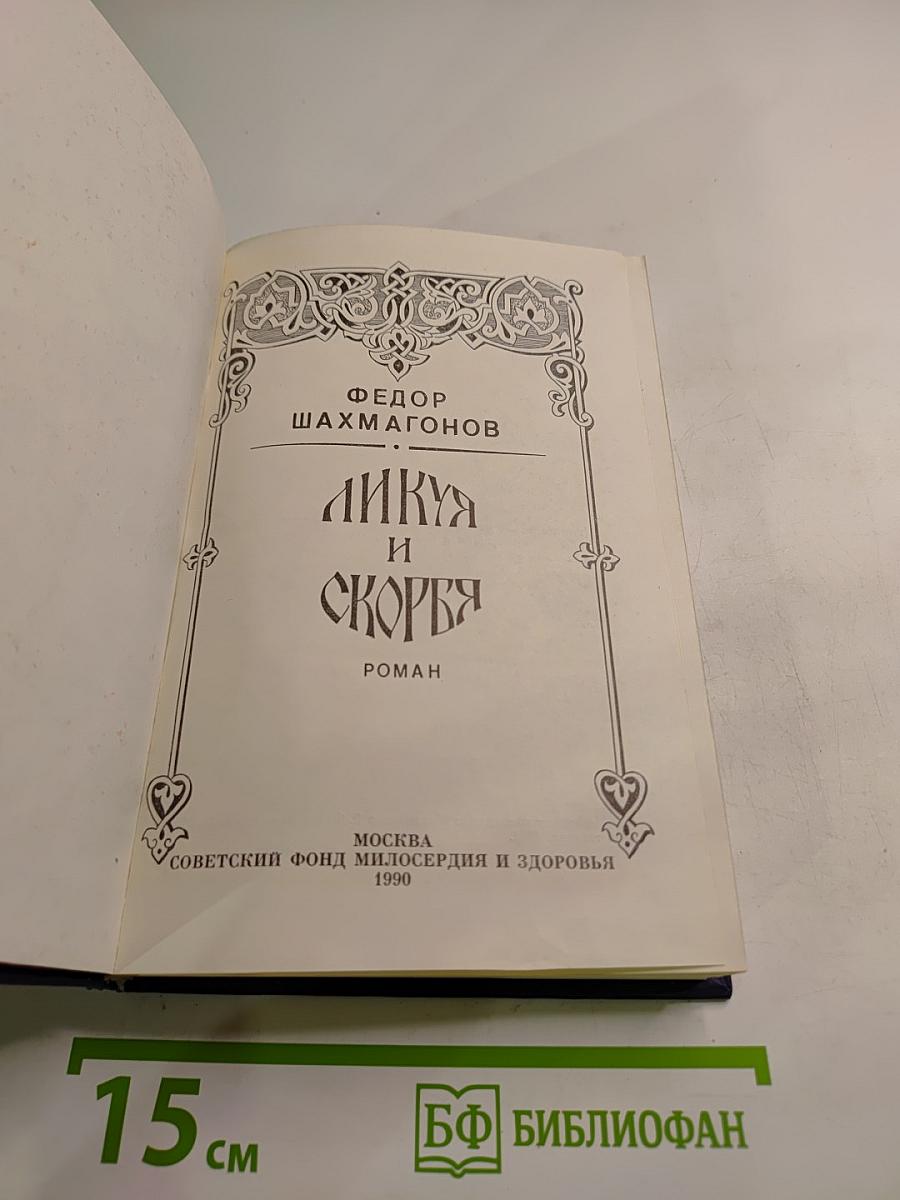 ФЕДОР
ШАХМАГОНОВ
ЛИКУЯ
И
СКОРБЯ
РОМАН
МОСКВА
СОВЕТСКИЙ ФОНД МИЛОСЕРДИЯ И ЗДОРОВЬЯ
1990
15 см
БФ БИБЛИОФАН